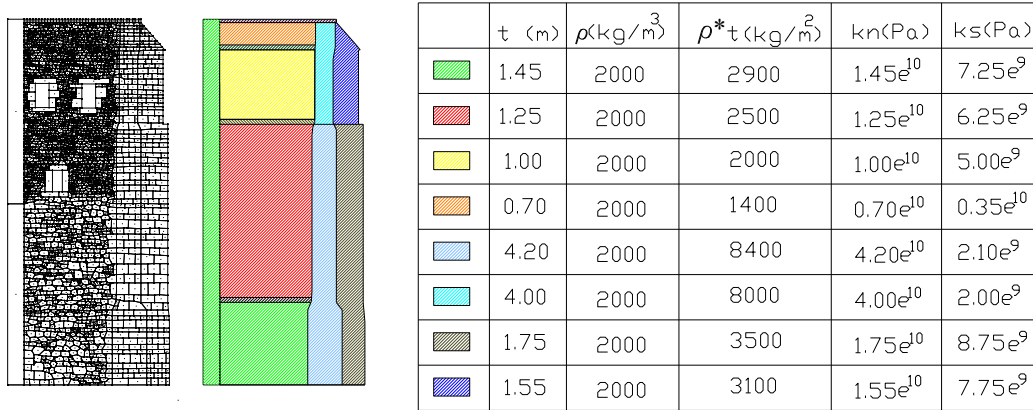 t (m) ρ(kg/m³) ρ*t(kg/m²) kn(Pa) ks(Pa)
1.45 2000 2900 1.45e¹⁰ 7.25e⁹
1.25 2000 2500 1.25e¹⁰ 6.25e⁹
1.00 2000 2000 1.00e¹⁰ 5.00e⁹
0.70 2000 1400 0.70e¹⁰ 0.35e¹⁰
4.20 2000 8400 4.20e¹⁰ 2.10e⁹
4.00 2000 8000 4.00e¹⁰ 2.00e⁹
1.75 2000 3500 1.75e¹⁰ 8.75e⁹
1.55 2000 3100 1.55e¹⁰ 7.75e⁹